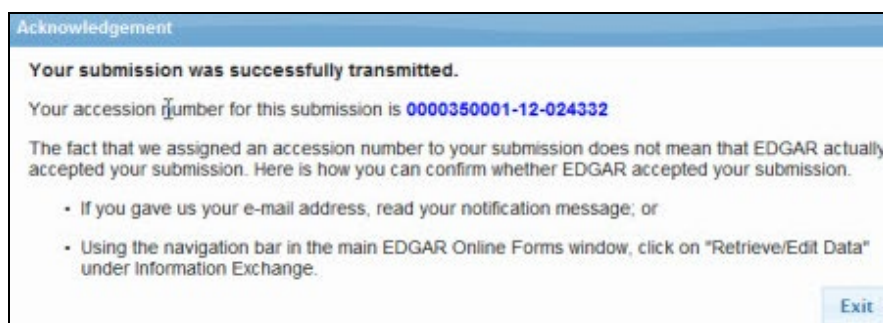 Acknowledgement
Your submission was successfully transmitted.
Your accession number for this submission is 0000350001-12-024332
The fact that we assigned an accession number to your submission does not mean that EDGAR actually
accepted your submission. Here is how you can confirm whether EDGAR accepted your submission.
• If you gave us your e-mail address, read your notification message; or
• Using the navigation bar in the main EDGAR Online Forms window, click on "Retrieve/Edit Data"
under Information Exchange.
Exit